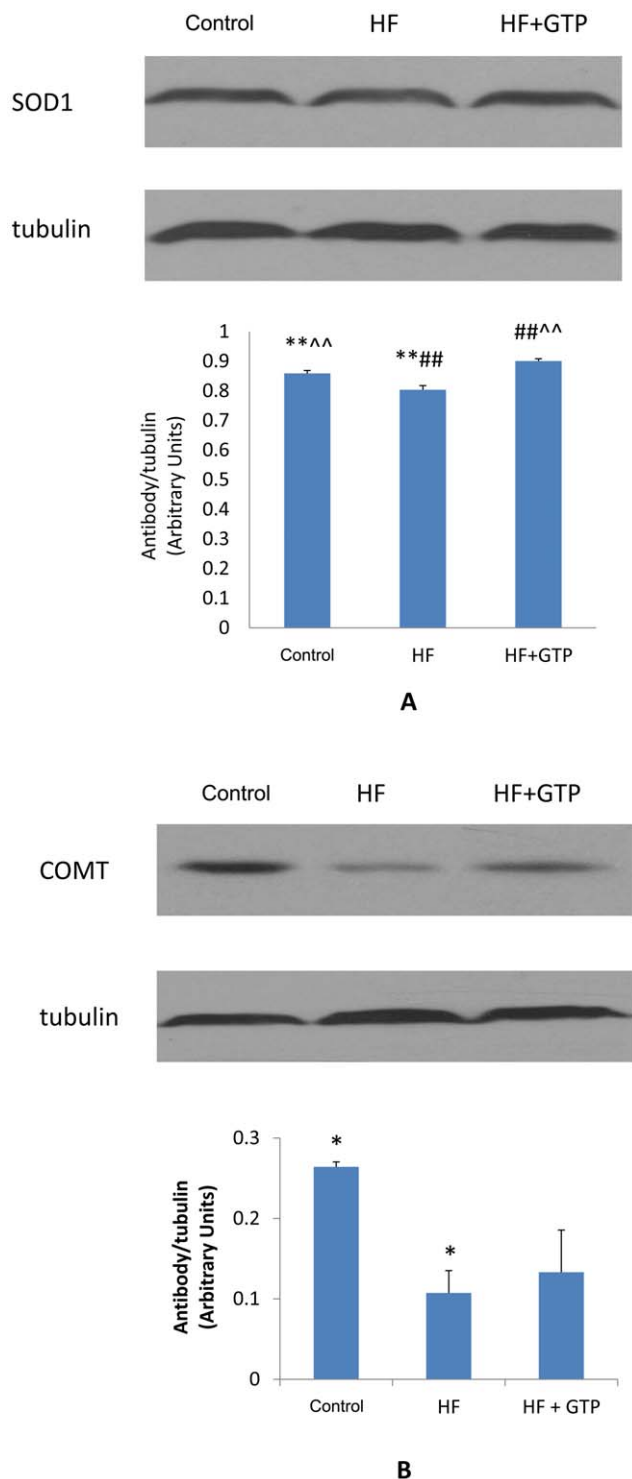 Control HF HF+GTP
SOD1
tubulin
1
0.9
0.8
0.7
0.6
0.5
0.4
0.3
0.2
0.1
0
Antibody/tubulin
(Arbitrary Units)
**^^ **## ##^^
Control HF HF+GTP
A
Control HF HF+GTP
COMT
tubulin
0.3
0.2
0.1
0
Antibody/tubulin
(Arbitrary Units)
*
*
Control HF HF + GTP
B